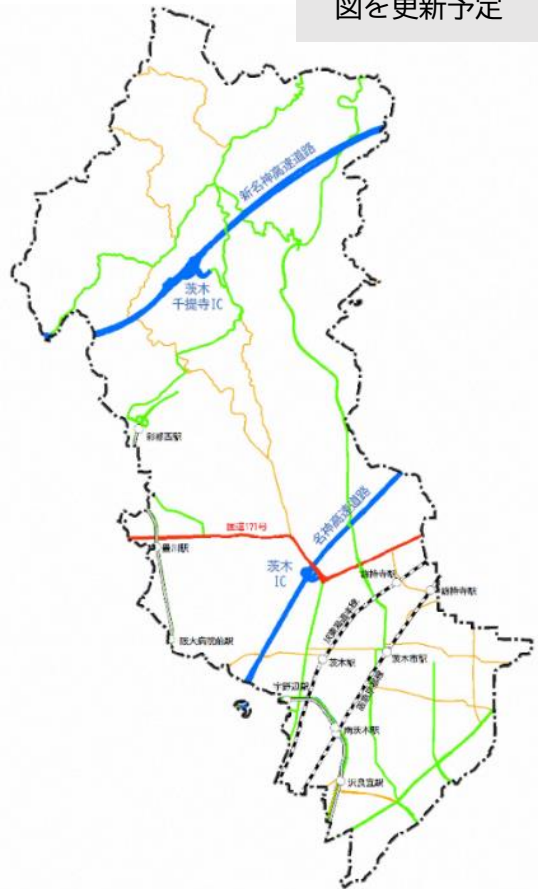 図を更新予定
新名神高速道路
茨木
千提寺IC
彩都西駅
名神高速道路
国道171号
豊川駅
茨木
IC
総持寺駅
総持寺駅
阪大病院前駅
JR東海道本線
茨木駅
茨木市駅
阪急京都線
宇野辺駅
南茨木駅
沢良宜駅